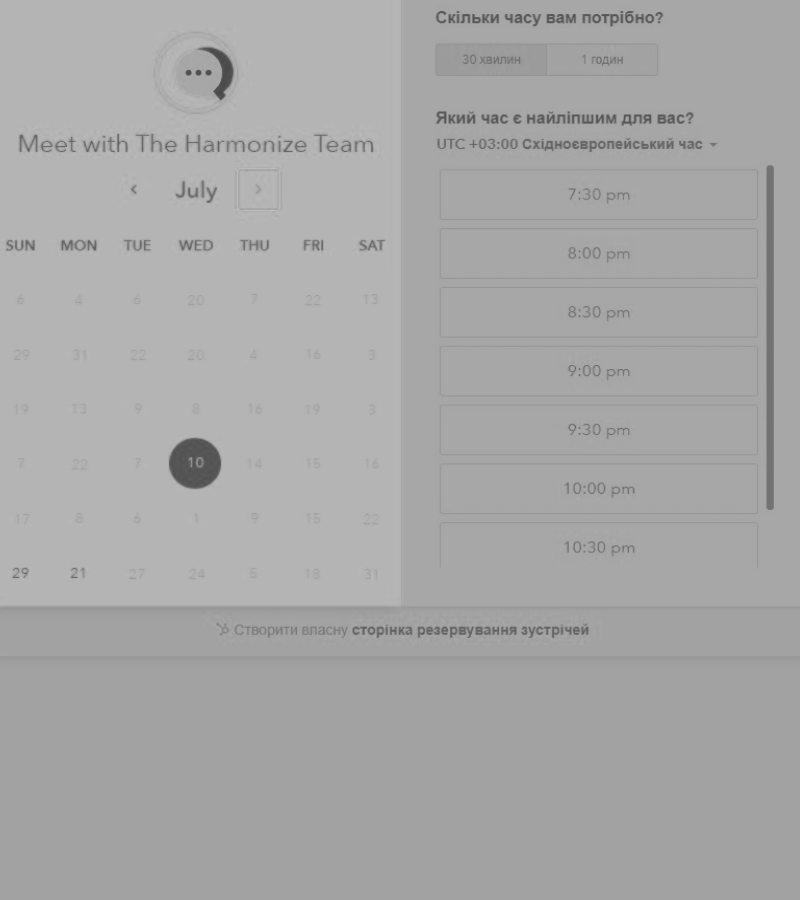 Meet with The Harmonize Team
July
SUN MON TUE WED THU FRI SAT
6 4 6 20 7 22 13
29 31 22 20 4 16 3
19 13 9 8 16 19 3
7 22 7 10 14 15 16
17 8 6 1 9 15 22
29 21 27 24 5 18 31
Скільки часу вам потрібно?
30 хвилин
1 годин
Який час є найліпшим для вас?
UTC +03:00 Східноєвропейський час
7:30 pm
8:00 pm
8:30 pm
9:00 pm
9:30 pm
10:00 pm
10:30 pm
Створити власну сторінка резервування зустрічей